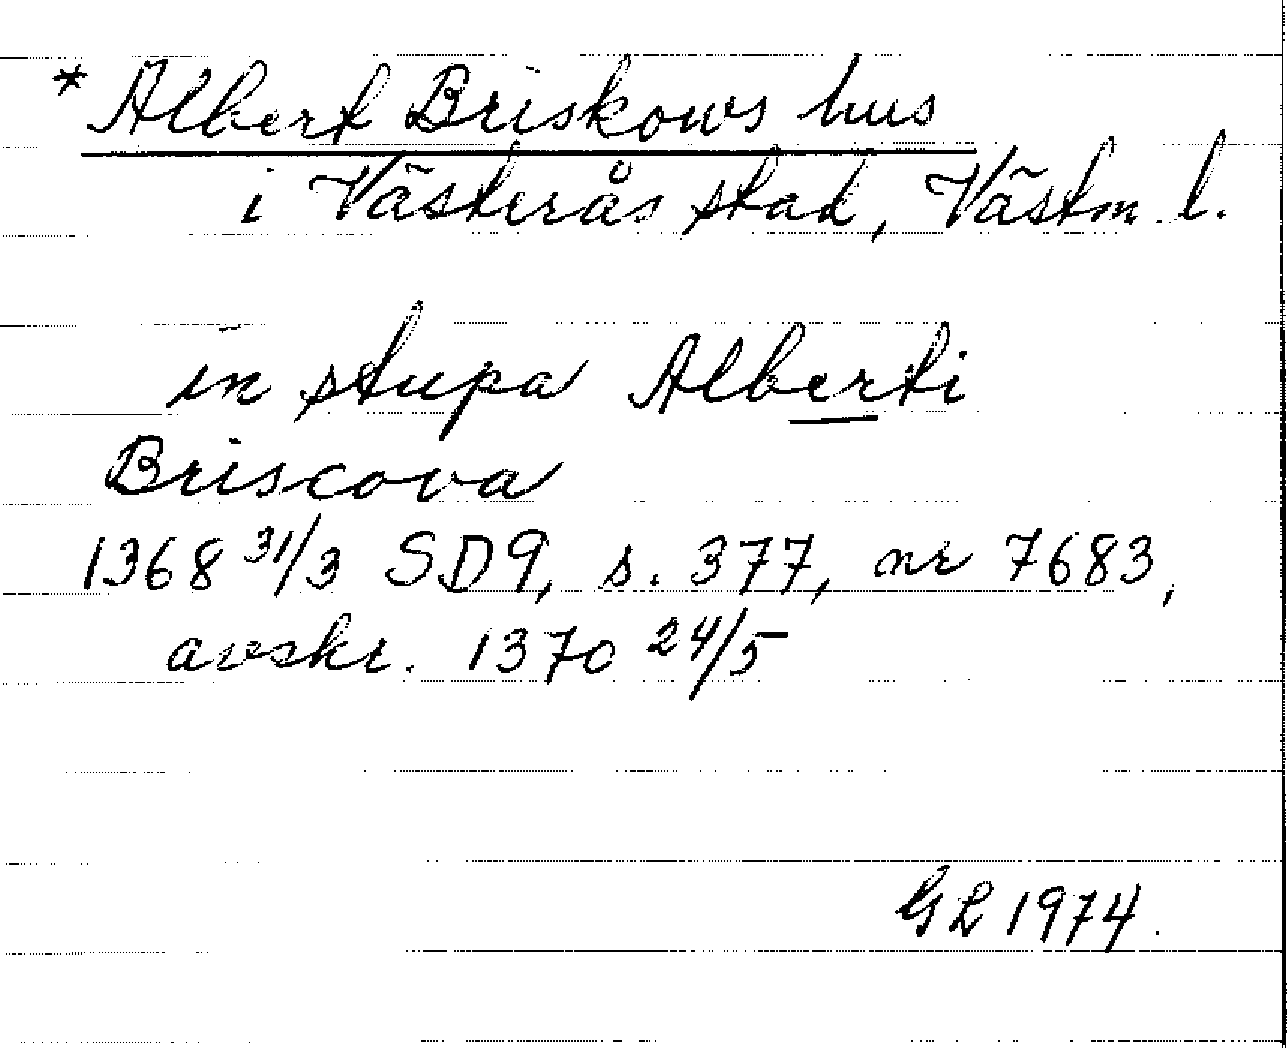 * Albert Briskows hus
i Västerås stad, Västm. l.
in stupa Alberti
Briscova
1368 31/3 SD9, s. 377, nr 7683,
avskr. 1370 24/5
GL 1974.